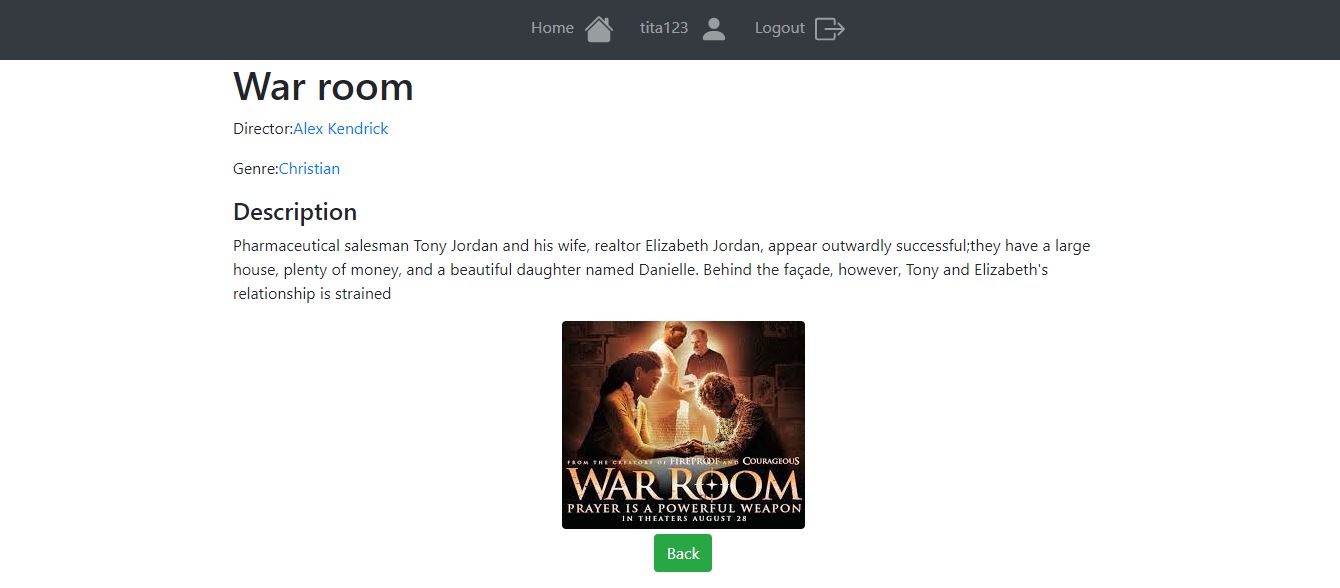 Home tita123 Logout
War room
Director:Alex Kendrick
Genre:Christian
Description
Pharmaceutical salesman Tony Jordan and his wife, realtor Elizabeth Jordan, appear outwardly successful;they have a large
house, plenty of money, and a beautiful daughter named Danielle. Behind the façade, however, Tony and Elizabeth's
relationship is strained
FROM THE CREATORS OF FIREPROOF AND COURAGEOUS
WAR ROOM
PRAYER IS A POWERFUL WEAPON
IN THEATERS AUGUST 28
Back